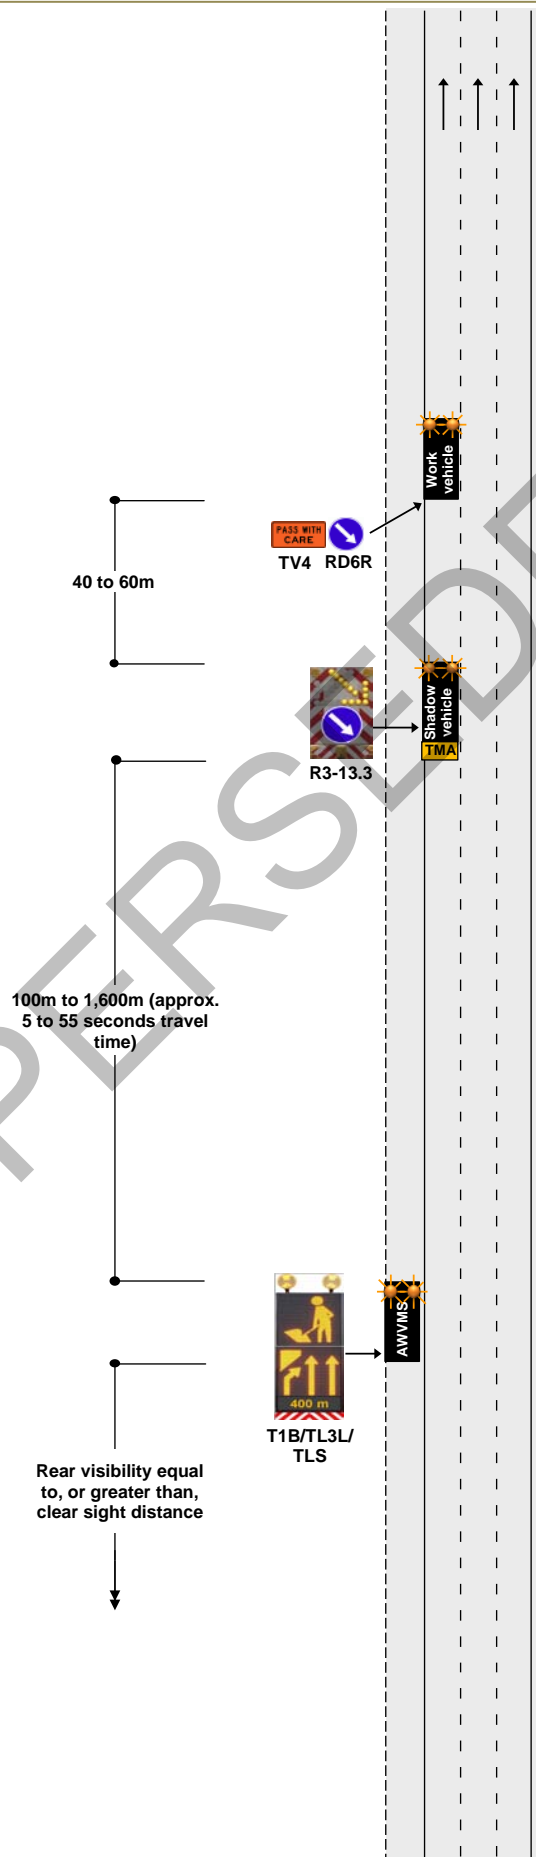 Work
vehicle
PASS WITH
CARE
TV4 RD6R
40 to 60m
Shadow
vehicle
TMA
R3-13.3
100m to 1,600m (approx.
5 to 55 seconds travel
time)
PERSEDE
AWVMS
400 m
T1B/TL3L/
TLS
Rear visibility equal
to, or greater than,
clear sight distance